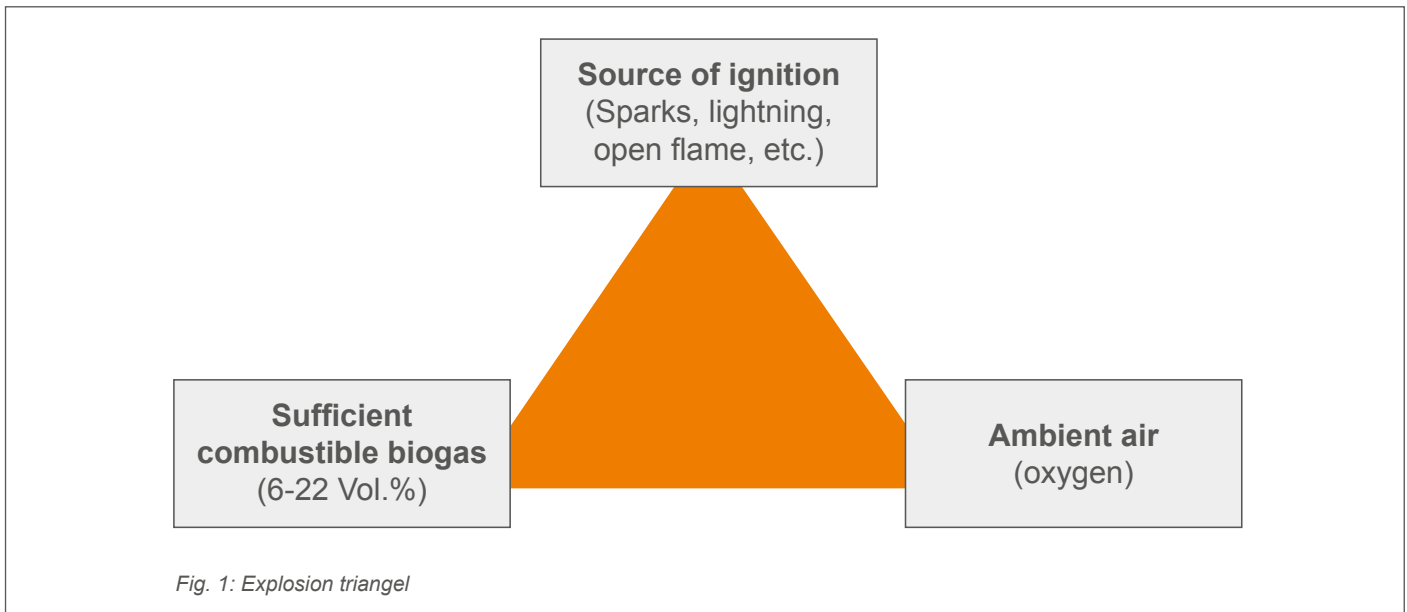 Source of ignition
(Sparks, lightning,
open flame, etc.)
Sufficient
combustible biogas
(6-22 Vol.%)
Ambient air
(oxygen)
Fig. 1: Explosion triangel